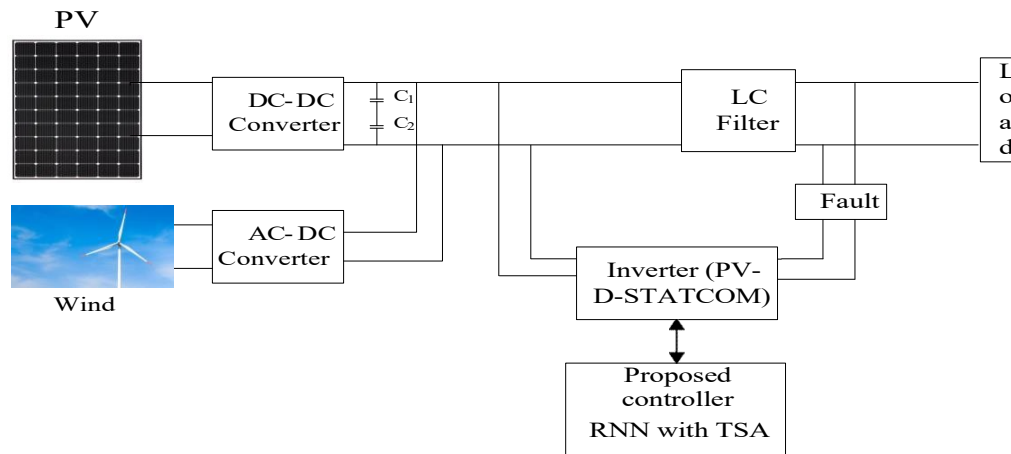 PV
DC-DC
Converter
C1
C2
LC
Filter
L
o
a
d
Fault
AC-DC
Converter
Wind
Inverter (PV-
D-STATCOM)
Proposed
controller
RNN with TSA